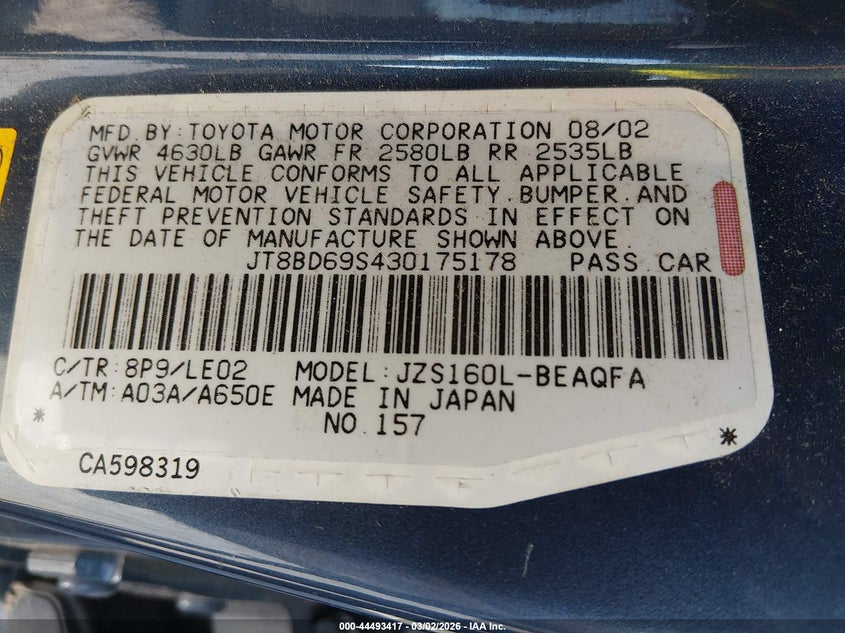 MFD. BY: TOYOTA MOTOR CORPORATION 08/02
GVWR 4630LB GAWR FR 2580LB RR 2535LB
THIS VEHICLE CONFORMS TO ALL APPLICABLE
FEDERAL MOTOR VEHICLE SAFETY, BUMPER, AND
THEFT PREVENTION STANDARDS IN EFFECT ON
THE DATE OF MANUFACTURE SHOWN ABOVE.
JT8BD69S430175178 PASS. CAR
C/TR: 8P9/LE02 MODEL: JZS160L-BEAQFA
A/TM: A03A/A650E MADE IN JAPAN
NO. 157
CA598319
000-44493417 - 03/02/2026 - IAA Inc.